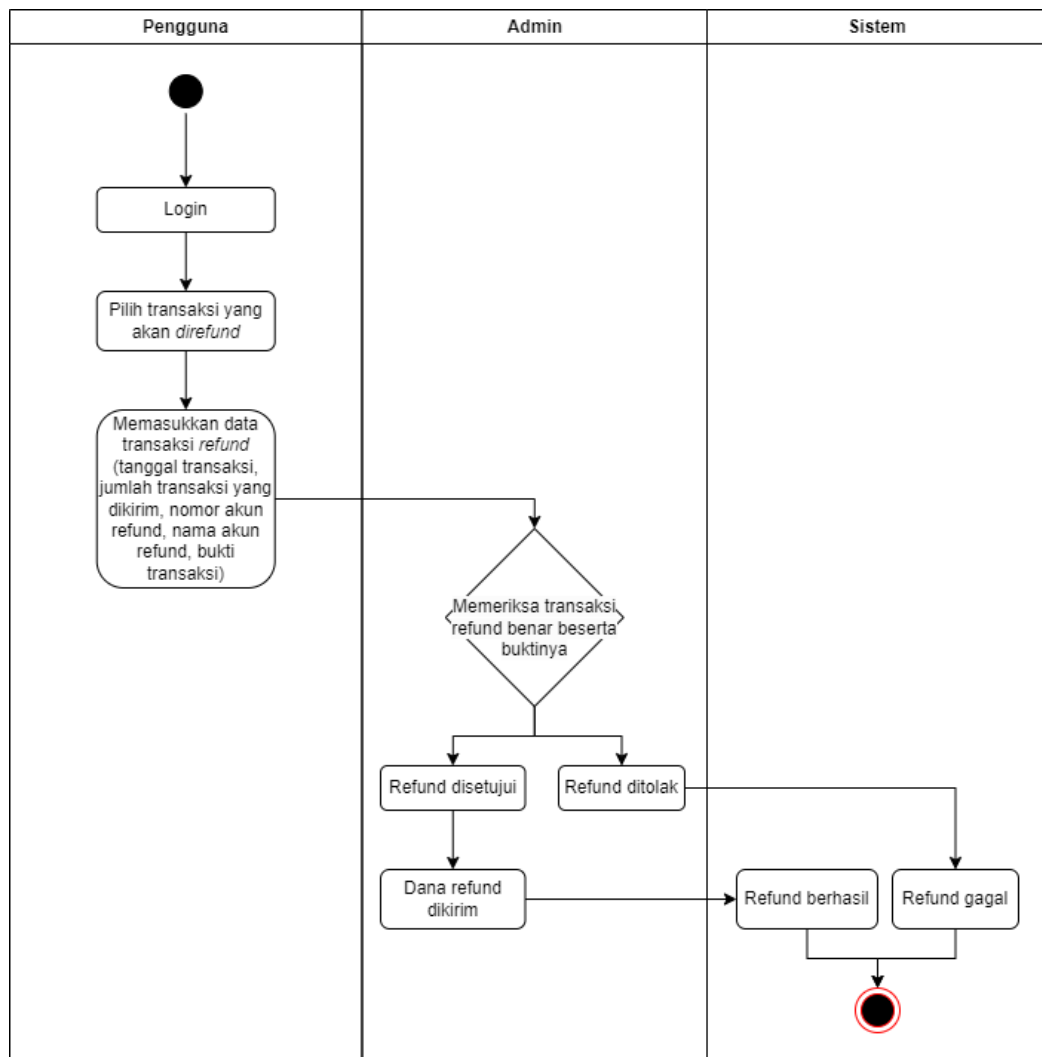 Pengguna
Admin
Sistem
Login
Pilih transaksi yang
akan direfund
Memasukkan data
transaksi refund
(tanggal transaksi,
jumlah transaksi yang
dikirim, nomor akun
refund, nama akun
refund, bukti
transaksi)
Memeriksa transaksi
refund benar beserta
buktinya
Refund disetujui
Refund ditolak
Dana refund
dikirim
Refund berhasil
Refund gagal